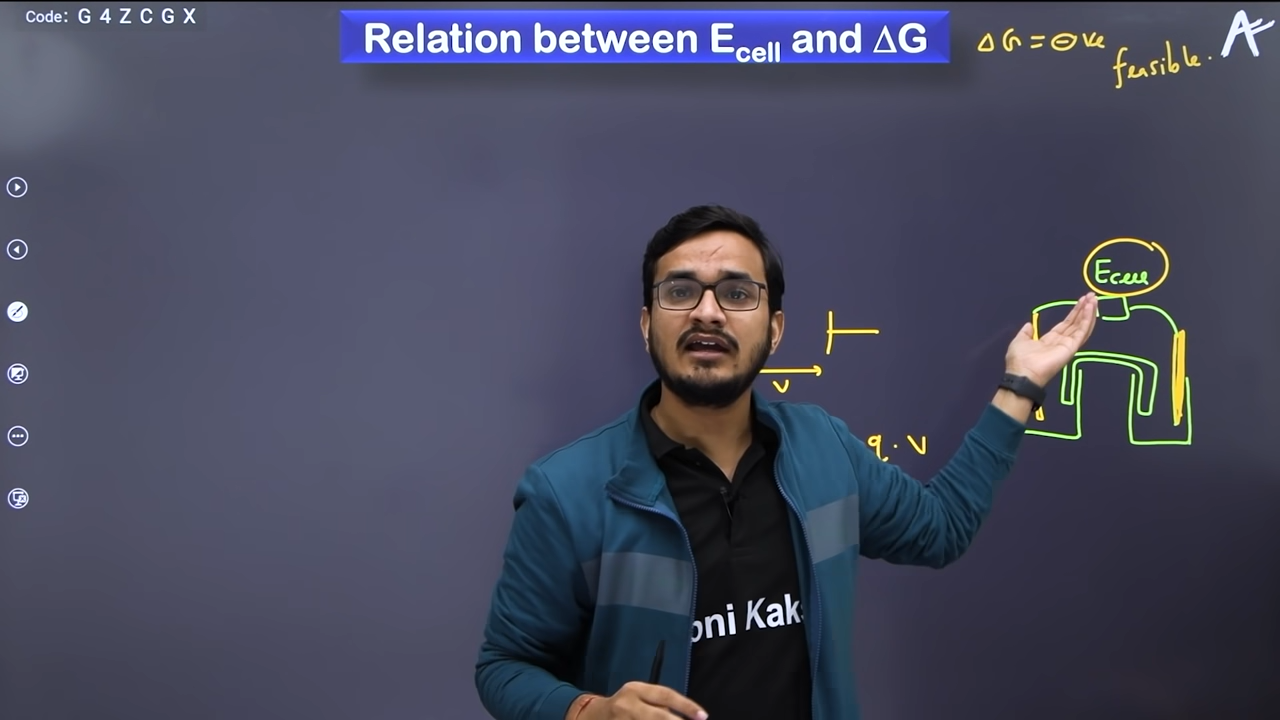 Code: G 4 Z C G X
Relation between Ecell and ΔG
ΔG = ⊖ve
feasible.
A
Ecell
v
q . v
oni Kaks